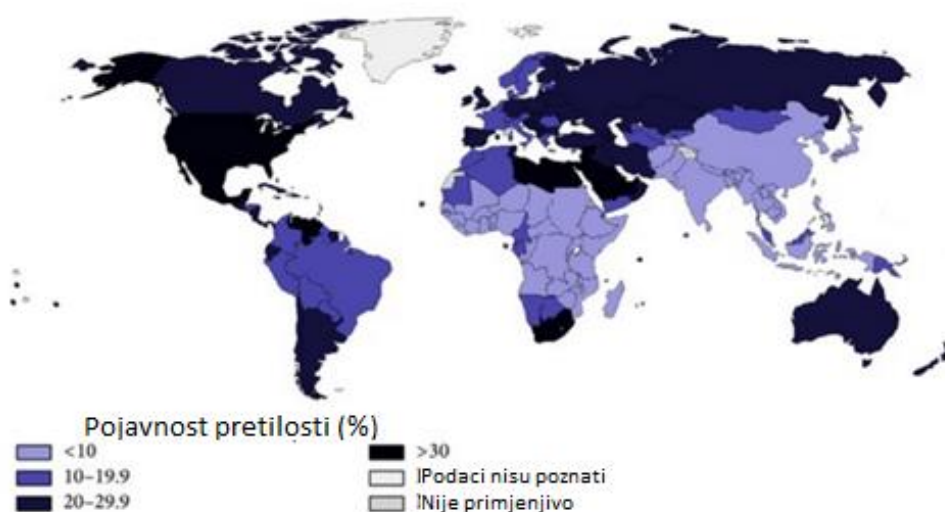 Pojavnost pretilosti (%)
<10
10–19.9
20–29.9
>30
Podaci nisu poznati
Nije primjenjivo